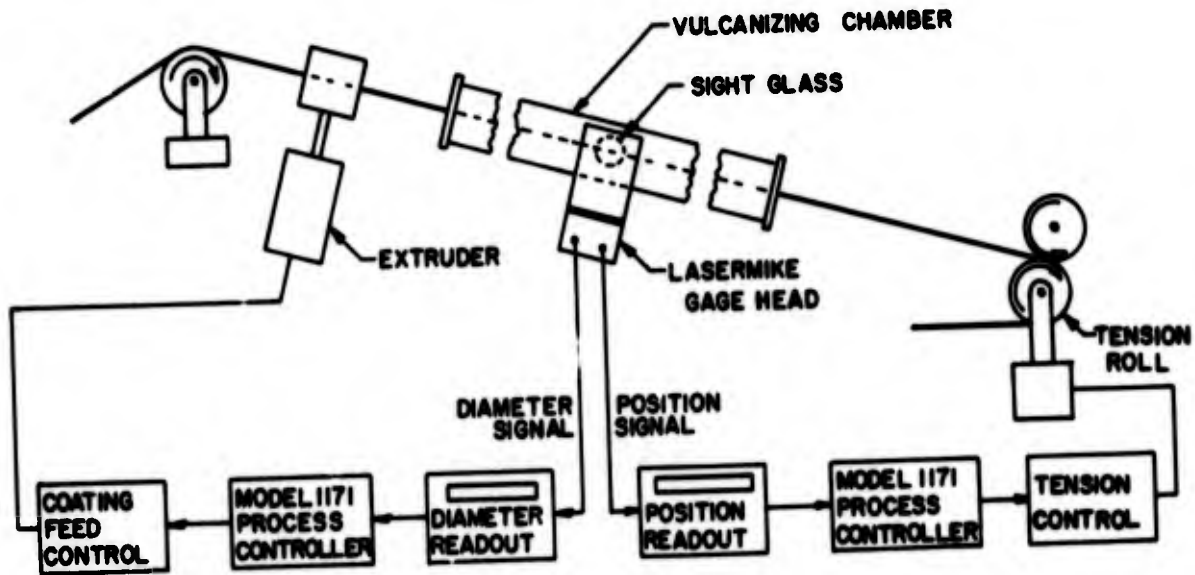 VULCANIZING CHAMBER
SIGHT GLASS
EXTRUDER
LASERMIKE
GAGE HEAD
TENSION
ROLL
DIAMETER
SIGNAL
POSITION
SIGNAL
COATING
FEED
CONTROL
MODEL 1171
PROCESS
CONTROLLER
DIAMETER
READOUT
POSITION
READOUT
MODEL 1171
PROCESS
CONTROLLER
TENSION
CONTROL